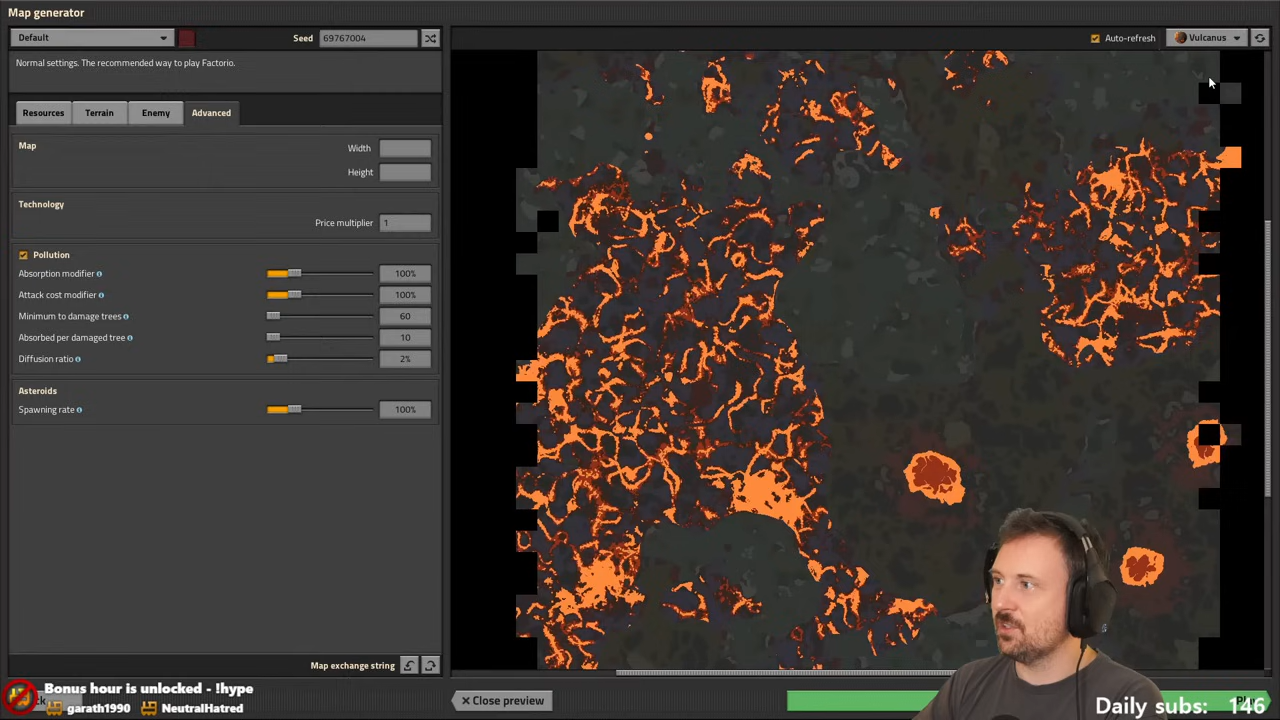 Map generator
Default
Seed
69767004
Auto-refresh
Vulcanus
Normal settings. The recommended way to play Factorio.
Resources
Terrain
Enemy
Advanced
Map
Width
Height
Technology
Price multiplier
1
Pollution
Absorption modifier
100%
Attack cost modifier
100%
Minimum to damage trees
60
Absorbed per damaged tree
10
Diffusion ratio
2%
Asteroids
Spawning rate
100%
Map exchange string
Bonus hour is unlocked - !hype
garath1990 NeutralHatred
Close preview
Daily subs: 146